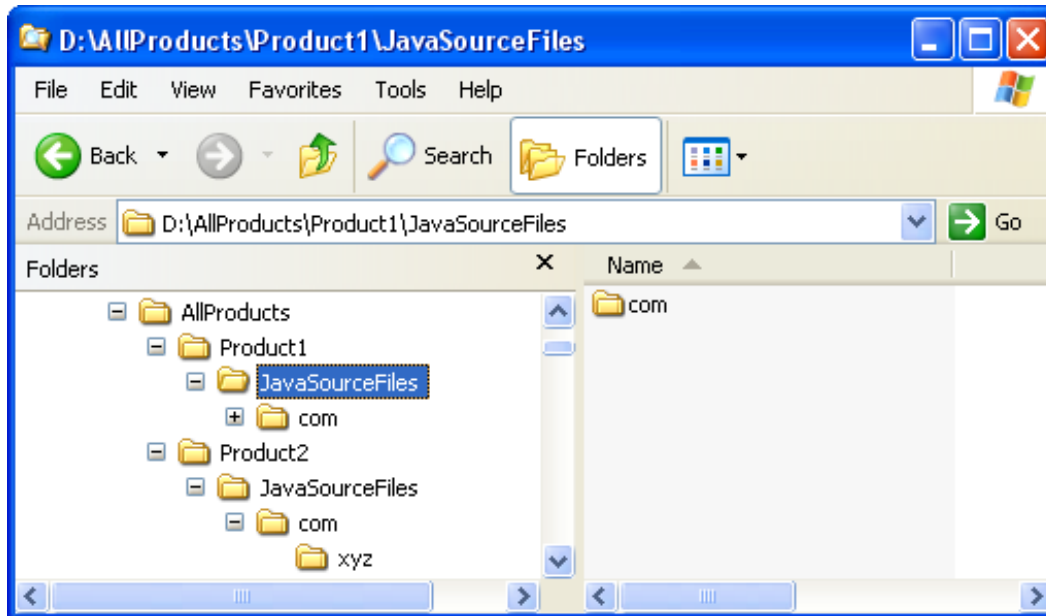 D:\AllProducts\Product1\JavaSourceFiles
File Edit View Favorites Tools Help
Back Search Folders
Address D:\AllProducts\Product1\JavaSourceFiles Go
Folders
AllProducts
Product1
JavaSourceFiles
com
Product2
JavaSourceFiles
com
xyz
Name
com